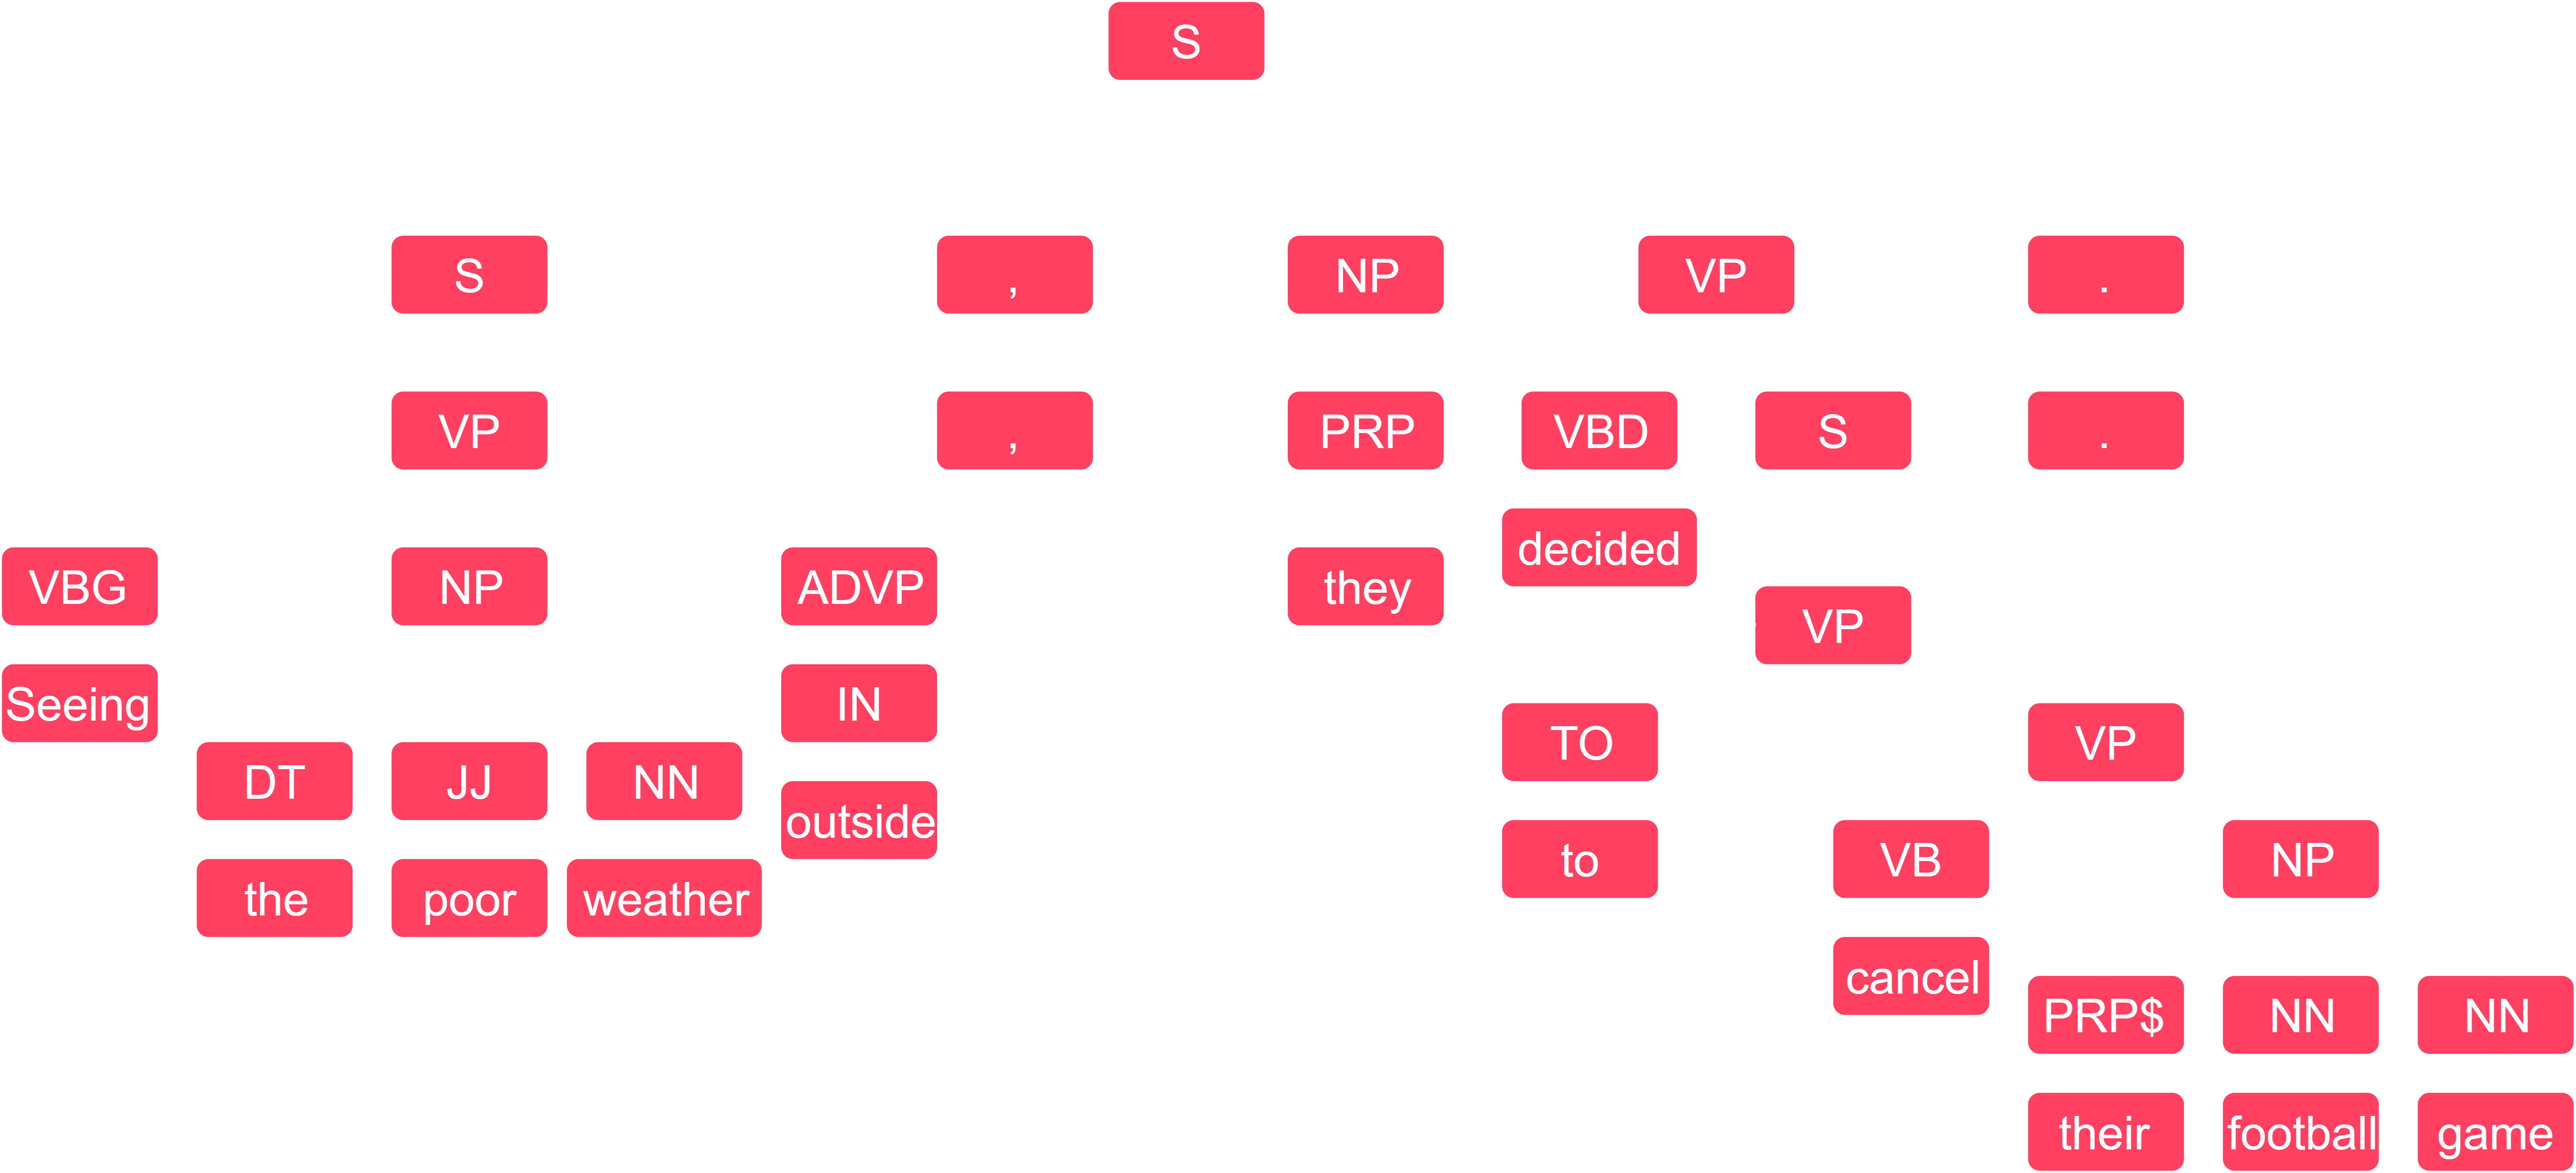 S
S , NP VP .
VP , PRP VBD S .
decided
VBG NP ADVP they
VP
Seeing IN
TO VP
DT JJ NN
outside
to VB NP
the poor weather
cancel
PRP$ NN NN
their football game